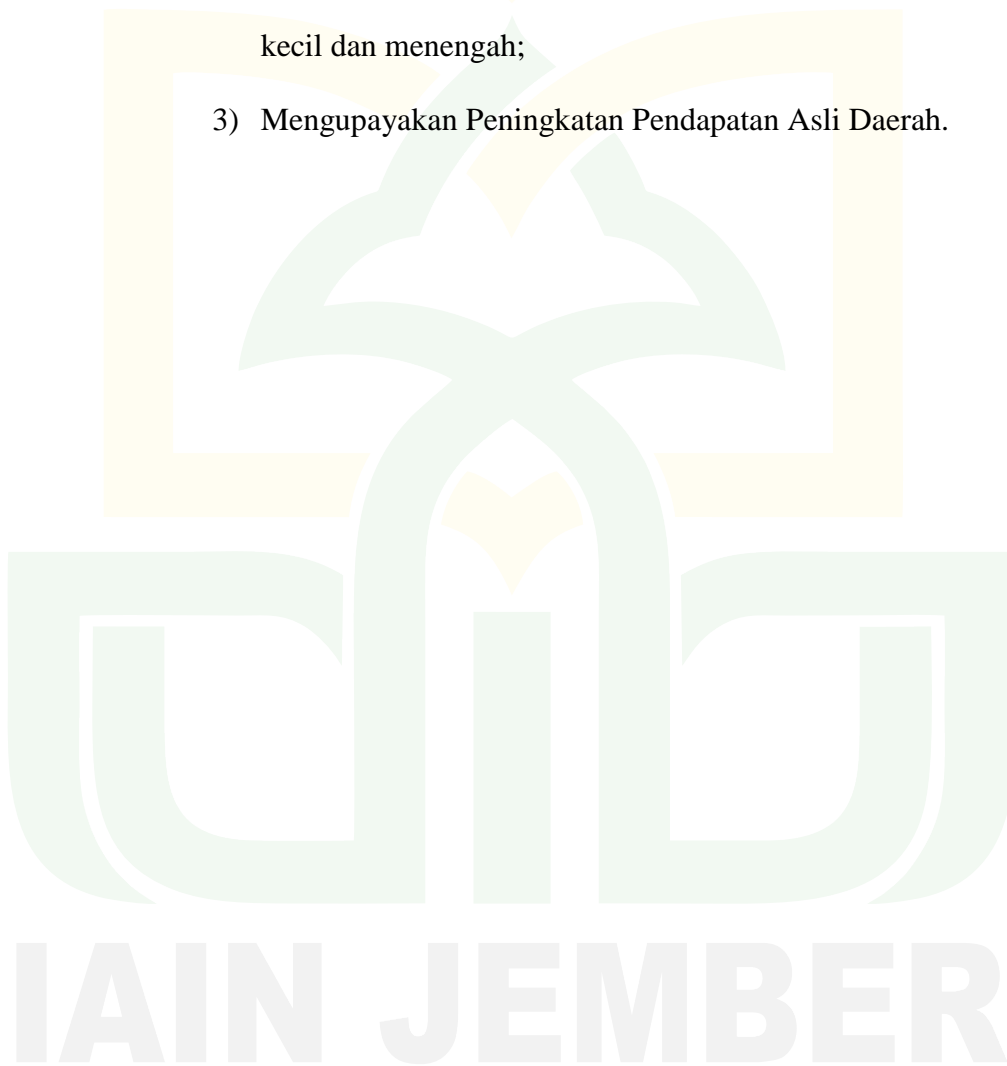 kecil dan menengah;
3) Mengupayakan Peningkatan Pendapatan Asli Daerah.
IAIN JEMBER